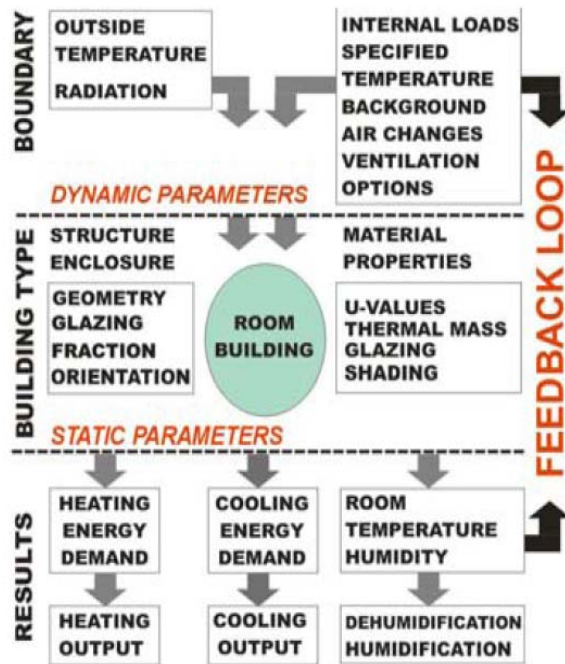 BOUNDARY
OUTSIDE
TEMPERATURE
RADIATION
INTERNAL LOADS
SPECIFIED
TEMPERATURE
BACKGROUND
AIR CHANGES
VENTILATION
OPTIONS
DYNAMIC PARAMETERS
BUILDING TYPE
STRUCTURE
ENCLOSURE
GEOMETRY
GLAZING
FRACTION
ORIENTATION
ROOM
BUILDING
MATERIAL
PROPERTIES
U-VALUES
THERMAL MASS
GLAZING
SHADING
STATIC PARAMETERS
FEEDBACK LOOP
RESULTS
HEATING
ENERGY
DEMAND
COOLING
ENERGY
DEMAND
ROOM
TEMPERATURE
HUMIDITY
HEATING
OUTPUT
COOLING
OUTPUT
DEHUMIDIFICATION
HUMIDIFICATION